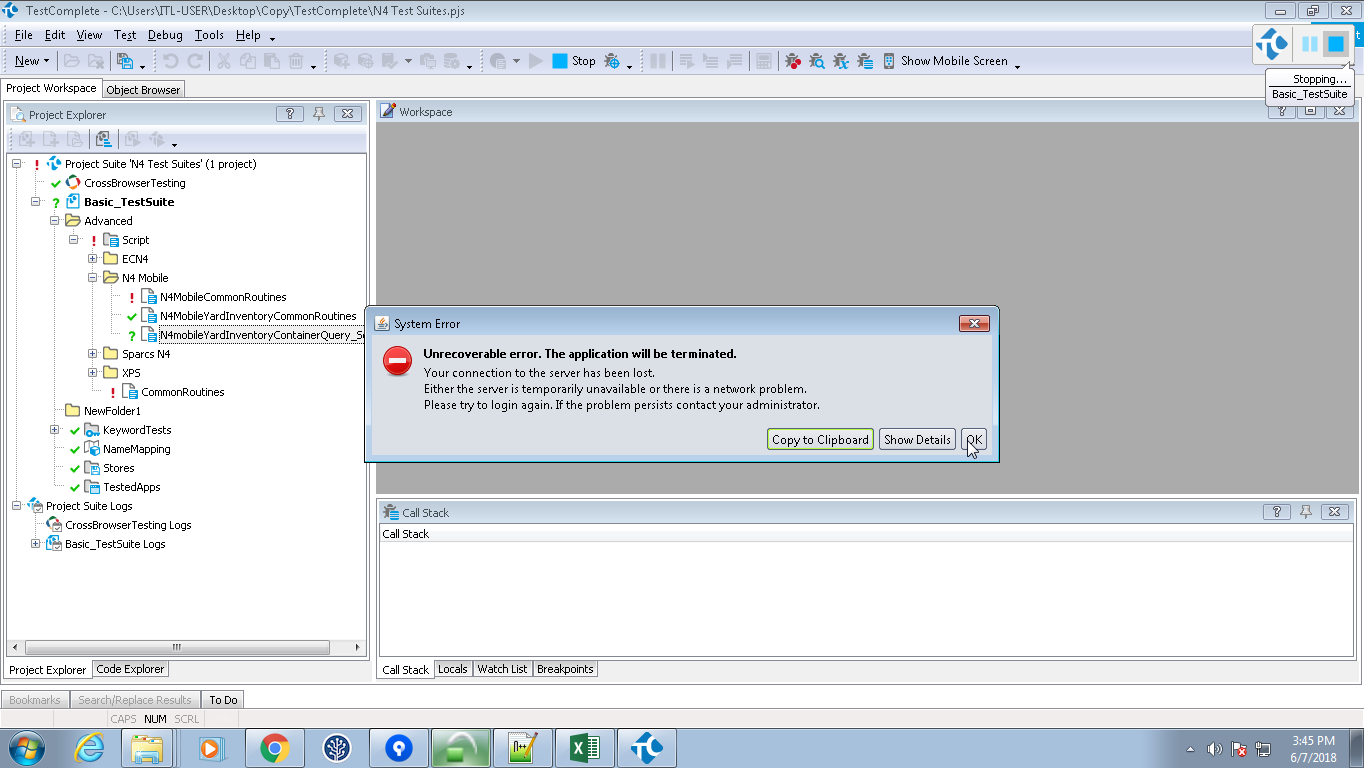 TestComplete - C:\Users\ITL-USER\Desktop\Copy\TestComplete\N4 Test Suites.pjs
File Edit View Test Debug Tools Help
New Stop Show Mobile Screen
Stopping...
Basic_TestSuite
Project Workspace Object Browser
Project Explorer
Workspace
Project Suite 'N4 Test Suites' (1 project)
CrossBrowserTesting
Basic_TestSuite
Advanced
Script
ECN4
N4 Mobile
N4MobileCommonRoutines
N4MobileYardInventoryCommonRoutines
N4mobileYardInventoryContainerQuery_Se
Sparcs N4
XPS
CommonRoutines
NewFolder1
KeywordTests
NameMapping
Stores
TestedApps
Project Suite Logs
CrossBrowserTesting Logs
Basic_TestSuite Logs
System Error
Unrecoverable error. The application will be terminated.
Your connection to the server has been lost.
Either the server is temporarily unavailable or there is a network problem.
Please try to login again. If the problem persists contact your administrator.
Copy to Clipboard Show Details OK
Call Stack
Call Stack
Project Explorer Code Explorer
Call Stack Locals Watch List Breakpoints
Bookmarks Search/Replace Results To Do
CAPS NUM SCRL
3:45 PM
6/7/2018